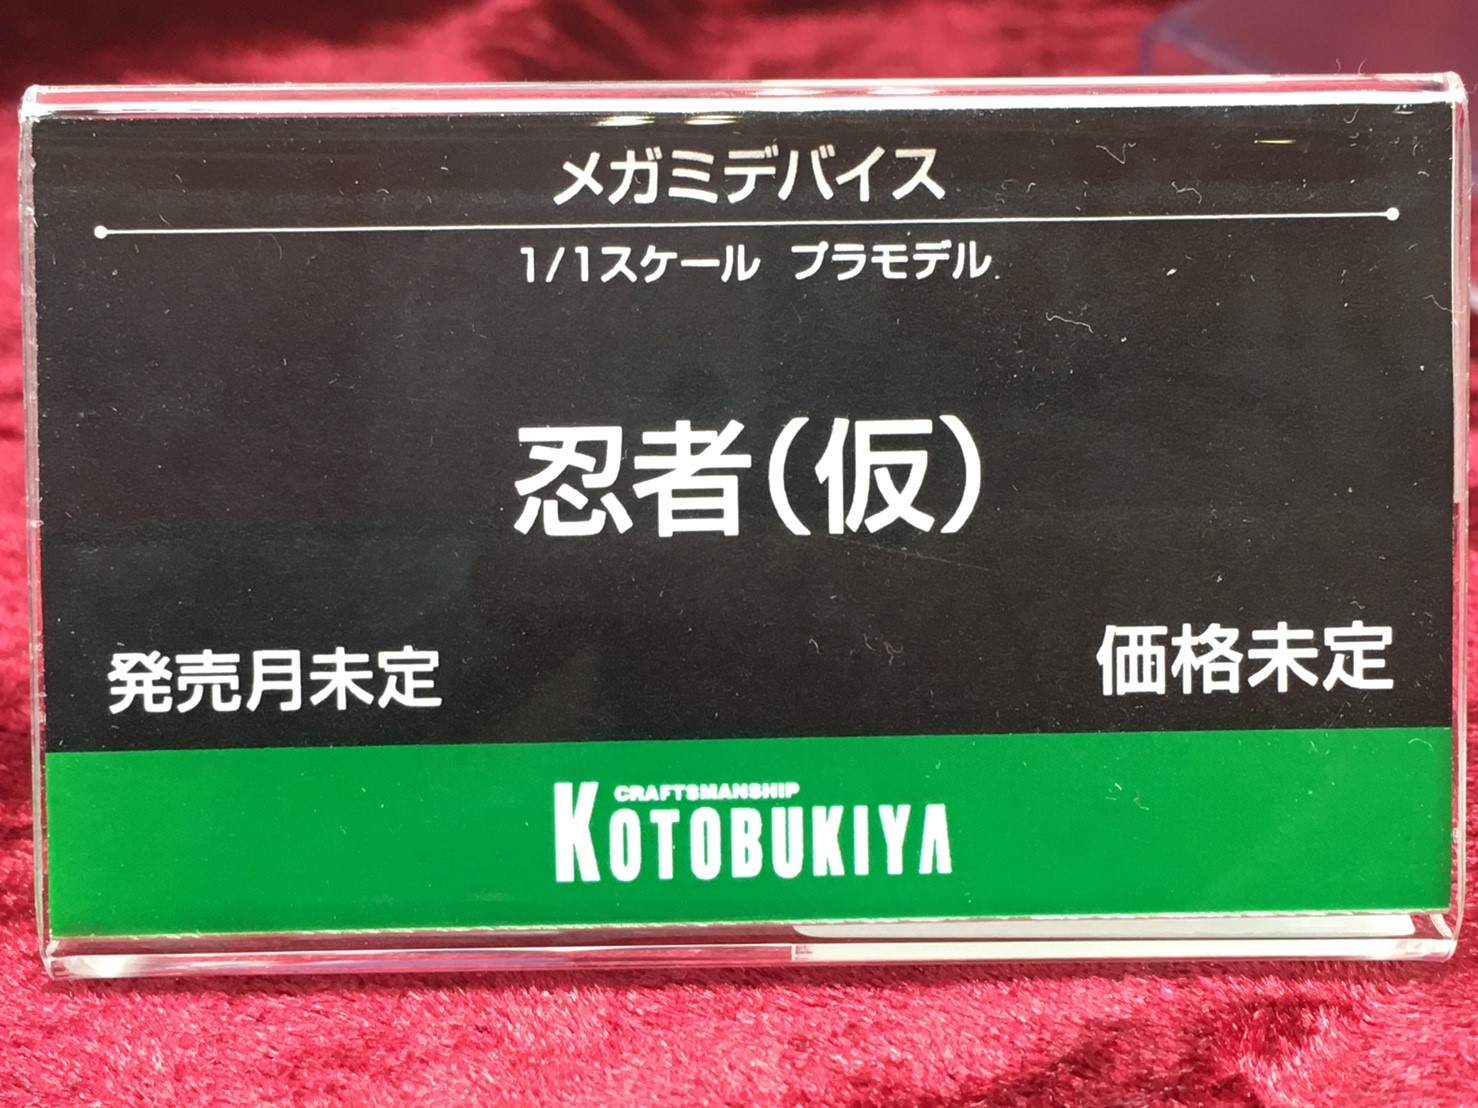 メガミデバイス
1/1スケール プラモデル
忍者(仮)
発売月未定
価格未定
CRAFTSMANSHIP
KOTOBUKIYA